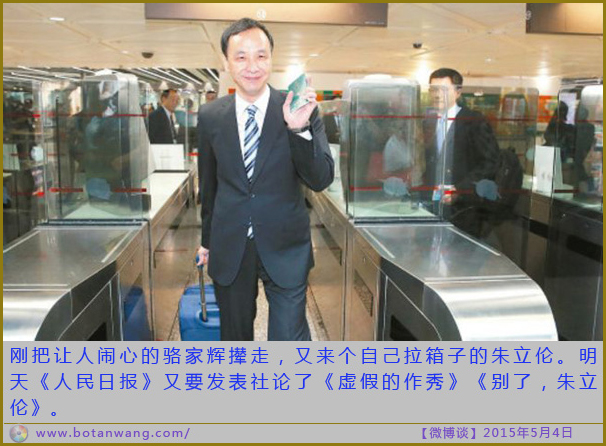 刚把让人闹心的骆家辉撵走，又来个自己拉箱子的朱立伦。明
天《人民日报》又要发表社论了《虚假的作秀》《别了，朱立
伦》。
www.botanwang.com/
【微博谈】2015年5月4日